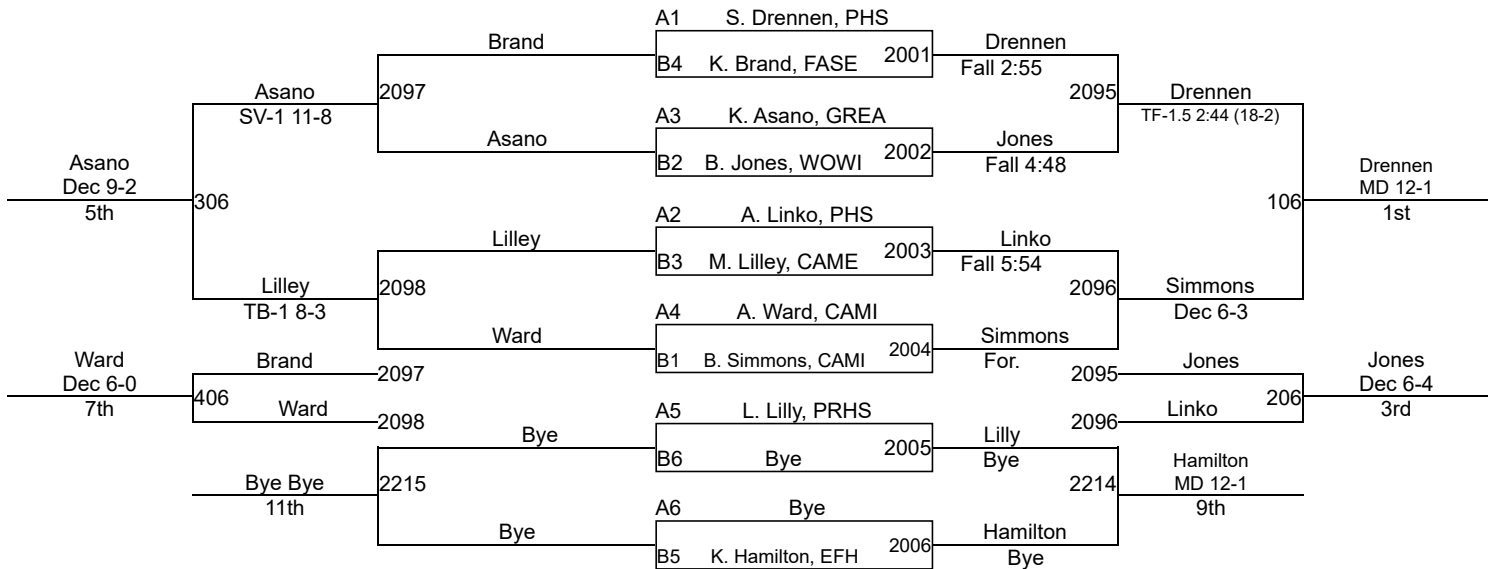 A1 S. Drennen, PHS
Brand
B4 K. Brand, FASE 2001
Drennen
Fall 2:55
Asano
SV-1 11-8
2097
2095
Drennen
TF-1.5 2:44 (18-2)
A3 K. Asano, GREA
Asano
B2 B. Jones, WOWI 2002
Jones
Fall 4:48
Asano
Dec 9-2
5th
306
106
Drennen
MD 12-1
1st
A2 A. Linko, PHS
Lilley
B3 M. Lilley, CAME 2003
Linko
Fall 5:54
Lilley
TB-1 8-3
2098
2096
Simmons
Dec 6-3
A4 A. Ward, CAMI
Ward
B1 B. Simmons, CAMI 2004
Simmons
For.
Ward
Dec 6-0
7th
Brand
2097
406
Ward
2098
2095
Jones
206
2096
Linko
Jones
Dec 6-4
3rd
A5 L. Lilly, PRHS
Bye
B6 Bye 2005
Lilly
Bye
Bye Bye
11th
2215
2214
Hamilton
MD 12-1
9th
A6 Bye
Bye
B5 K. Hamilton, EFH 2006
Hamilton
Bye